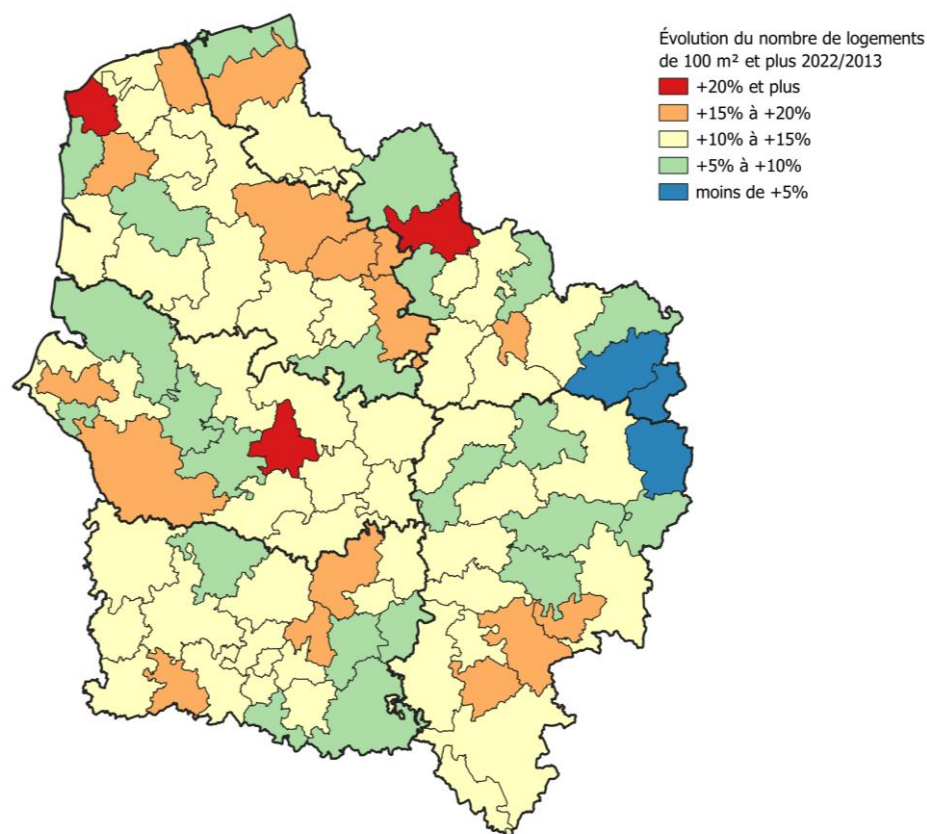 Évolution du nombre de logements
de 100 m² et plus 2022/2013
+20% et plus
+15% à +20%
+10% à +15%
+5% à +10%
moins de +5%